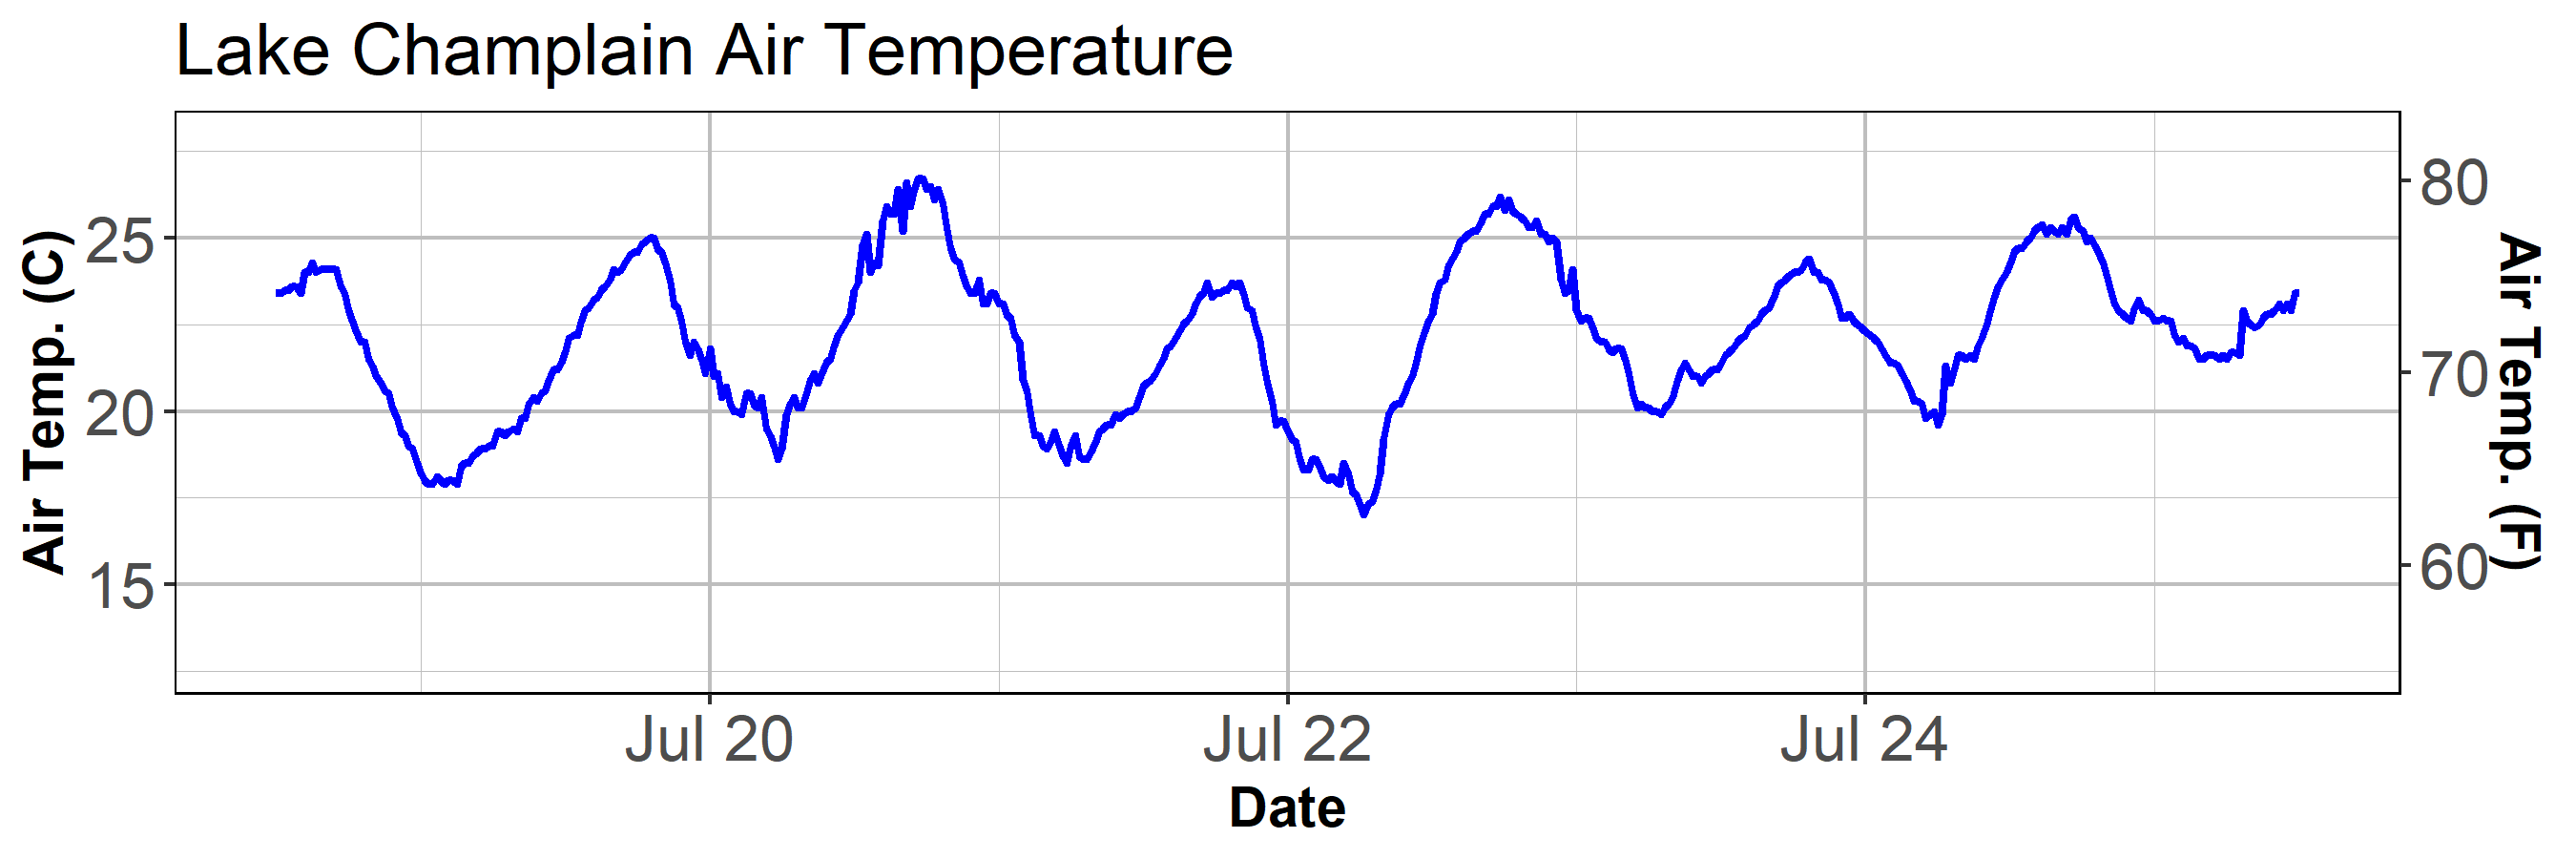 Lake Champlain Air Temperature
Air Temp. (C)
25
20
15
80
70
60
Air Temp. (F)
Jul 20
Jul 22
Jul 24
Date